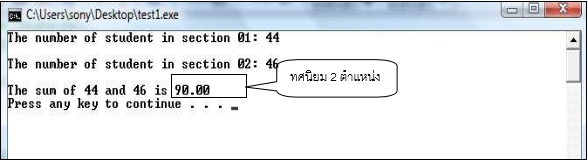 C:\Users\sony\Desktop\test1.exe
The number of student in section 01: 44
The number of student in section 02: 46
ทศนิยม 2 ตำแหน่ง
The sum of 44 and 46 is 90.00
Press any key to continue . . .